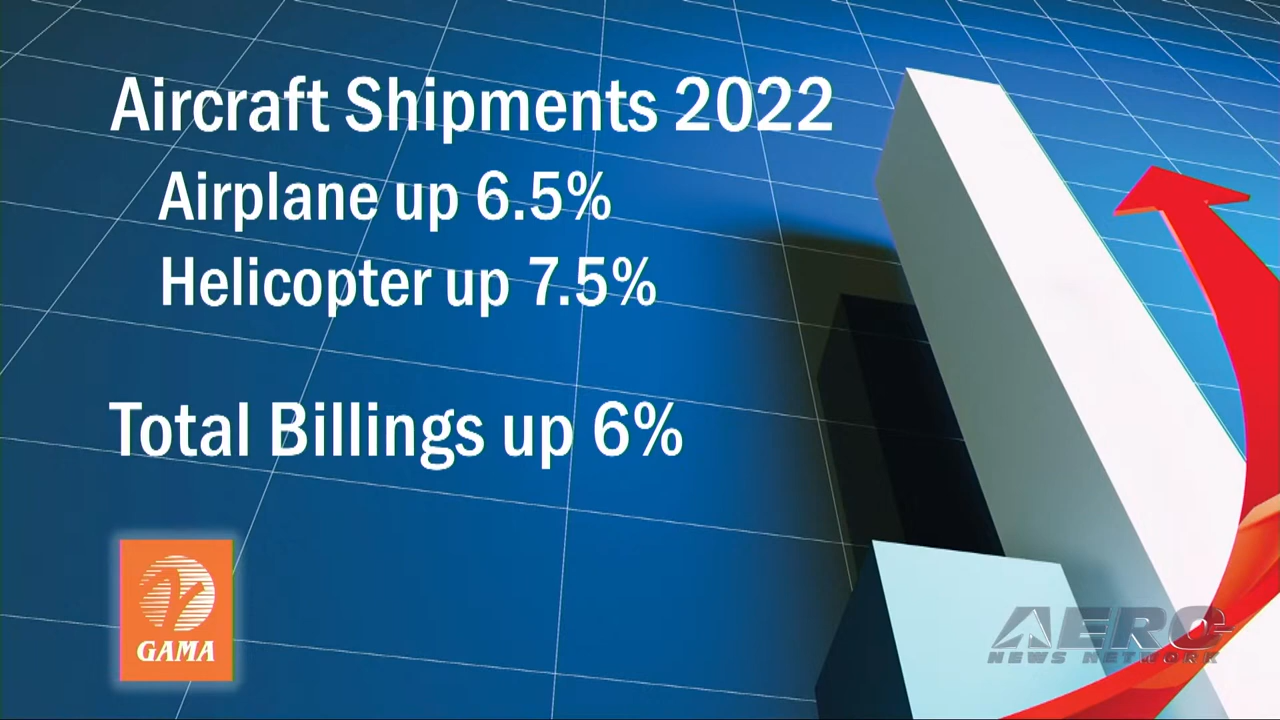 Aircraft Shipments 2022
Airplane up 6.5%
Helicopter up 7.5%
Total Billings up 6%
GAMA
AERO
NEWS NETWORK